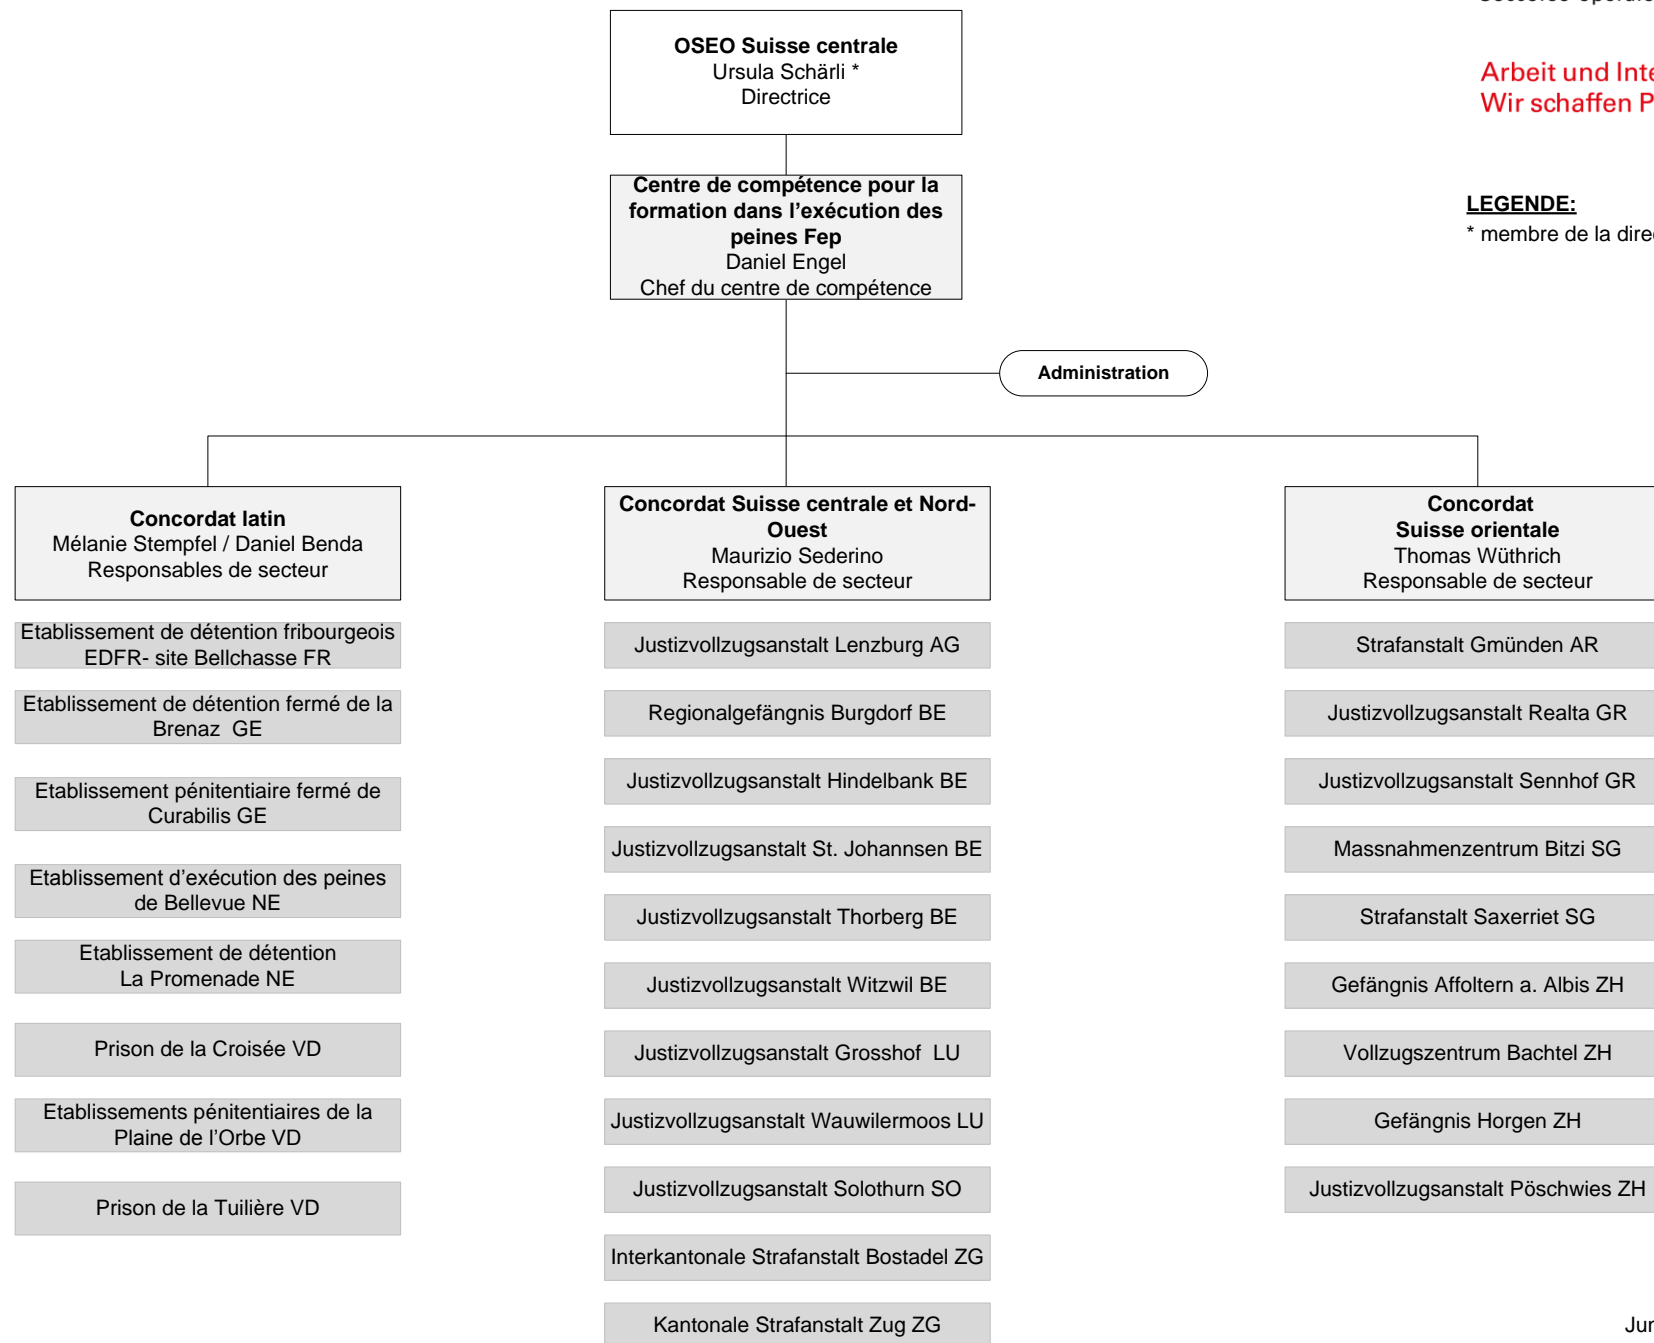 OSEO Suisse centrale
Ursula Schärli *
Directrice
Arbeit und
Wir schaffen
LEGENDE:
* membre de la
Centre de compétence pour la
formation dans l'exécution des
peines Fep
Daniel Engel
Chef du centre de compétence
Administration
Concordat latin
Mélanie Stempfel / Daniel Benda
Responsables de secteur
Etablissement de détention fribourgeois
EDFR- site Bellchasse FR
Etablissement de détention fermé de la
Brenaz GE
Etablissement pénitentiaire fermé de
Curabilis GE
Etablissement d'exécution des peines
de Bellevue NE
Etablissement de détention
La Promenade NE
Prison de la Croisée VD
Etablissements pénitentiaires de la
Plaine de l'Orbe VD
Prison de la Tuilière VD
Concordat Suisse centrale et Nord-
Ouest
Maurizio Sederino
Responsable de secteur
Justizvollzugsanstalt Lenzburg AG
Regionalgefängnis Burgdorf BE
Justizvollzugsanstalt Hindelbank BE
Justizvollzugsanstalt St. Johannsen BE
Justizvollzugsanstalt Thorberg BE
Justizvollzugsanstalt Witzwil BE
Justizvollzugsanstalt Grosshof LU
Justizvollzugsanstalt Wauwilermoos LU
Justizvollzugsanstalt Solothurn SO
Interkantonale Strafanstalt Bostadel ZG
Kantonale Strafanstalt Zug ZG
Concordat
Suisse orientale
Thomas Wüthrich
Responsable de secteur
Strafanstalt Gmünden AR
Justizvollzugsanstalt Realta GR
Justizvollzugsanstalt Sennhof GR
Massnahmenzentrum Bitzi SG
Strafanstalt Saxerriet SG
Gefängnis Affoltern a. Albis ZH
Vollzugszentrum Bachtel ZH
Gefängnis Horgen ZH
Justizvollzugsanstalt Pöschwies ZH